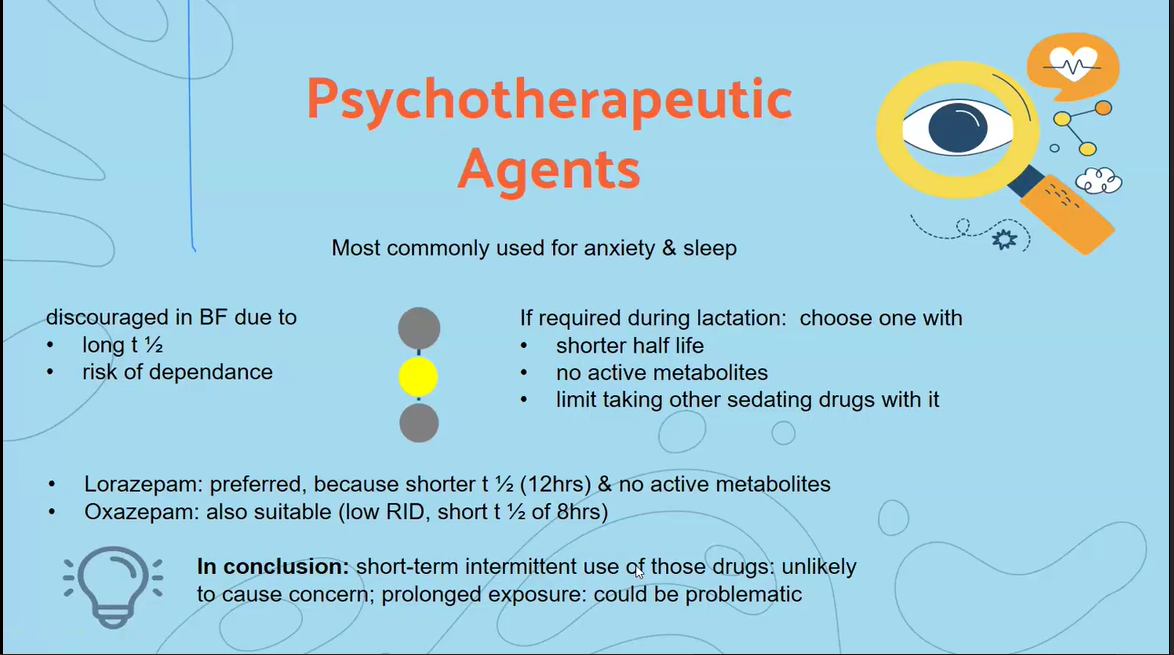 Psychotherapeutic
Agents
Most commonly used for anxiety & sleep
discouraged in BF due to
• long t ½
• risk of dependance
If required during lactation:  choose one with
• shorter half life
• no active metabolites
• limit taking other sedating drugs with it
• Lorazepam: preferred, because shorter t ½ (12hrs) & no active metabolites
• Oxazepam: also suitable (low RID, short t ½ of 8hrs)
In conclusion: short-term intermittent use of those drugs: unlikely
to cause concern; prolonged exposure: could be problematic